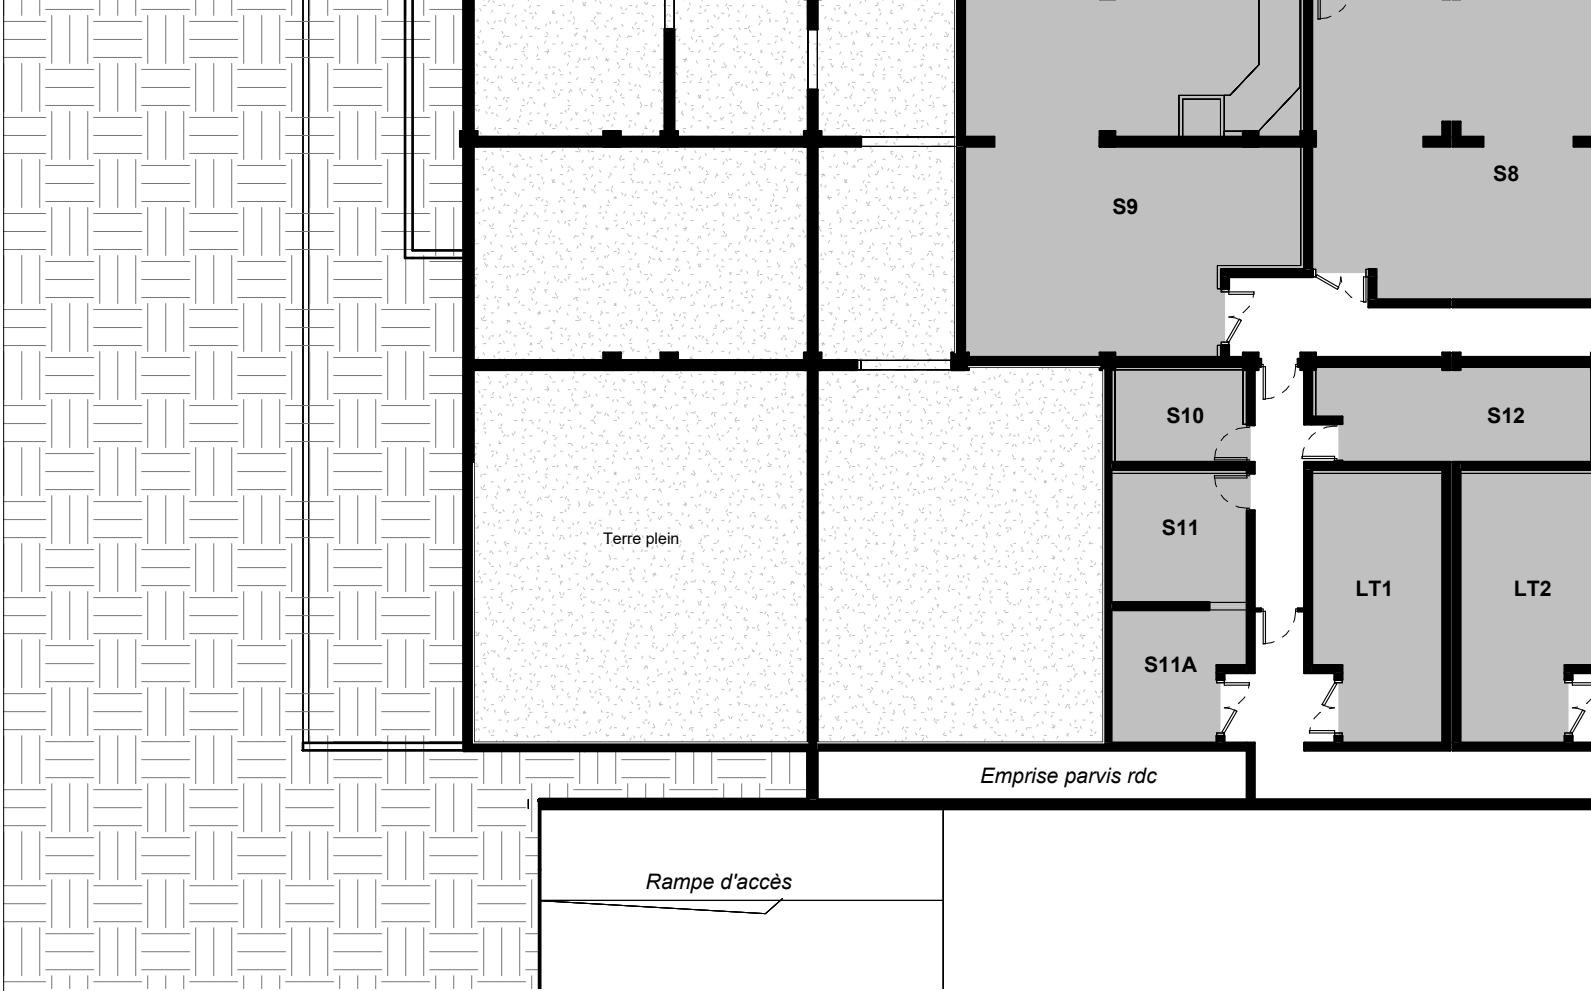 S8
S9
S10
S12
S11
Terre plein
LT1
LT2
S11A
Emprise parvis rdc
Rampe d'accès